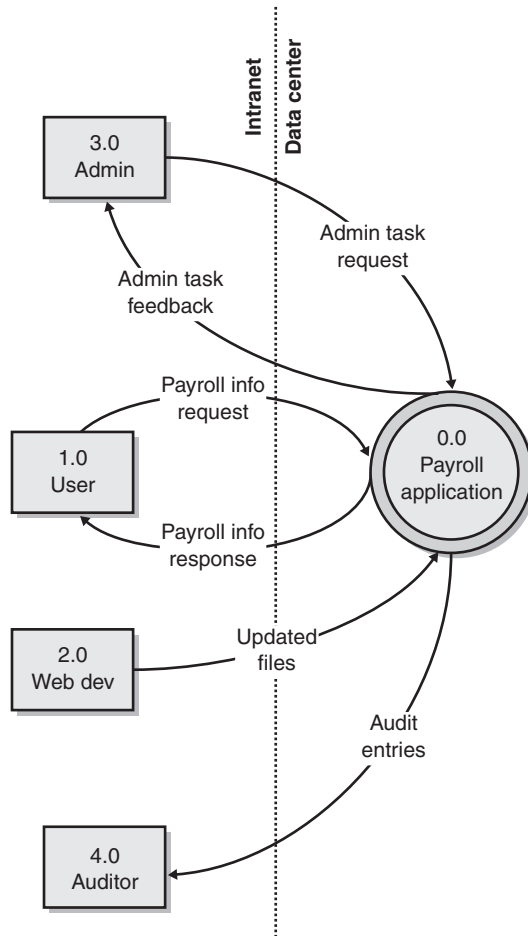 Intranet
Data center
3.0
Admin
Admin task
request
Admin task
feedback
Payroll info
request
0.0
Payroll
application
1.0
User
Payroll info
response
2.0
Web dev
Updated
files
Audit
entries
4.0
Auditor